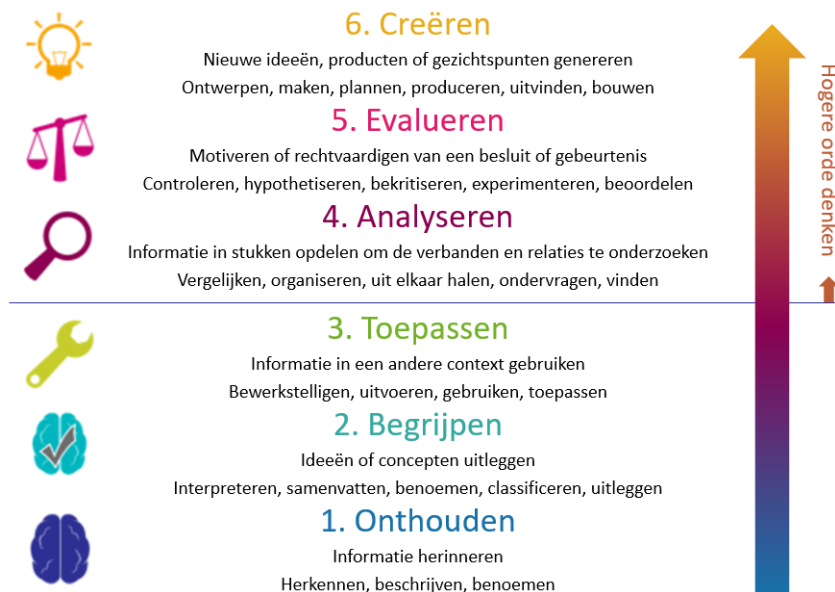 6. Creëren
Nieuwe ideeën, producten of gezichtspunten genereren
Ontwerpen, maken, plannen, produceren, uitvinden, bouwen
5. Evalueren
Motiveren of rechtvaardigen van een besluit of gebeurtenis
Controleren, hypothetiseren, bekritiseren, experimenteren, beoordelen
4. Analyseren
Informatie in stukken opdelen om de verbanden en relaties te onderzoeken
Vergelijken, organiseren, uit elkaar halen, ondervragen, vinden
Hogere orde denken
3. Toepassen
Informatie in een andere context gebruiken
Bewerkstelligen, uitvoeren, gebruiken, toepassen
2. Begrijpen
Ideeën of concepten uitleggen
Interpreteren, samenvatten, benoemen, classificeren, uitleggen
1. Onthouden
Informatie herinneren
Herkennen, beschrijven, benoemen